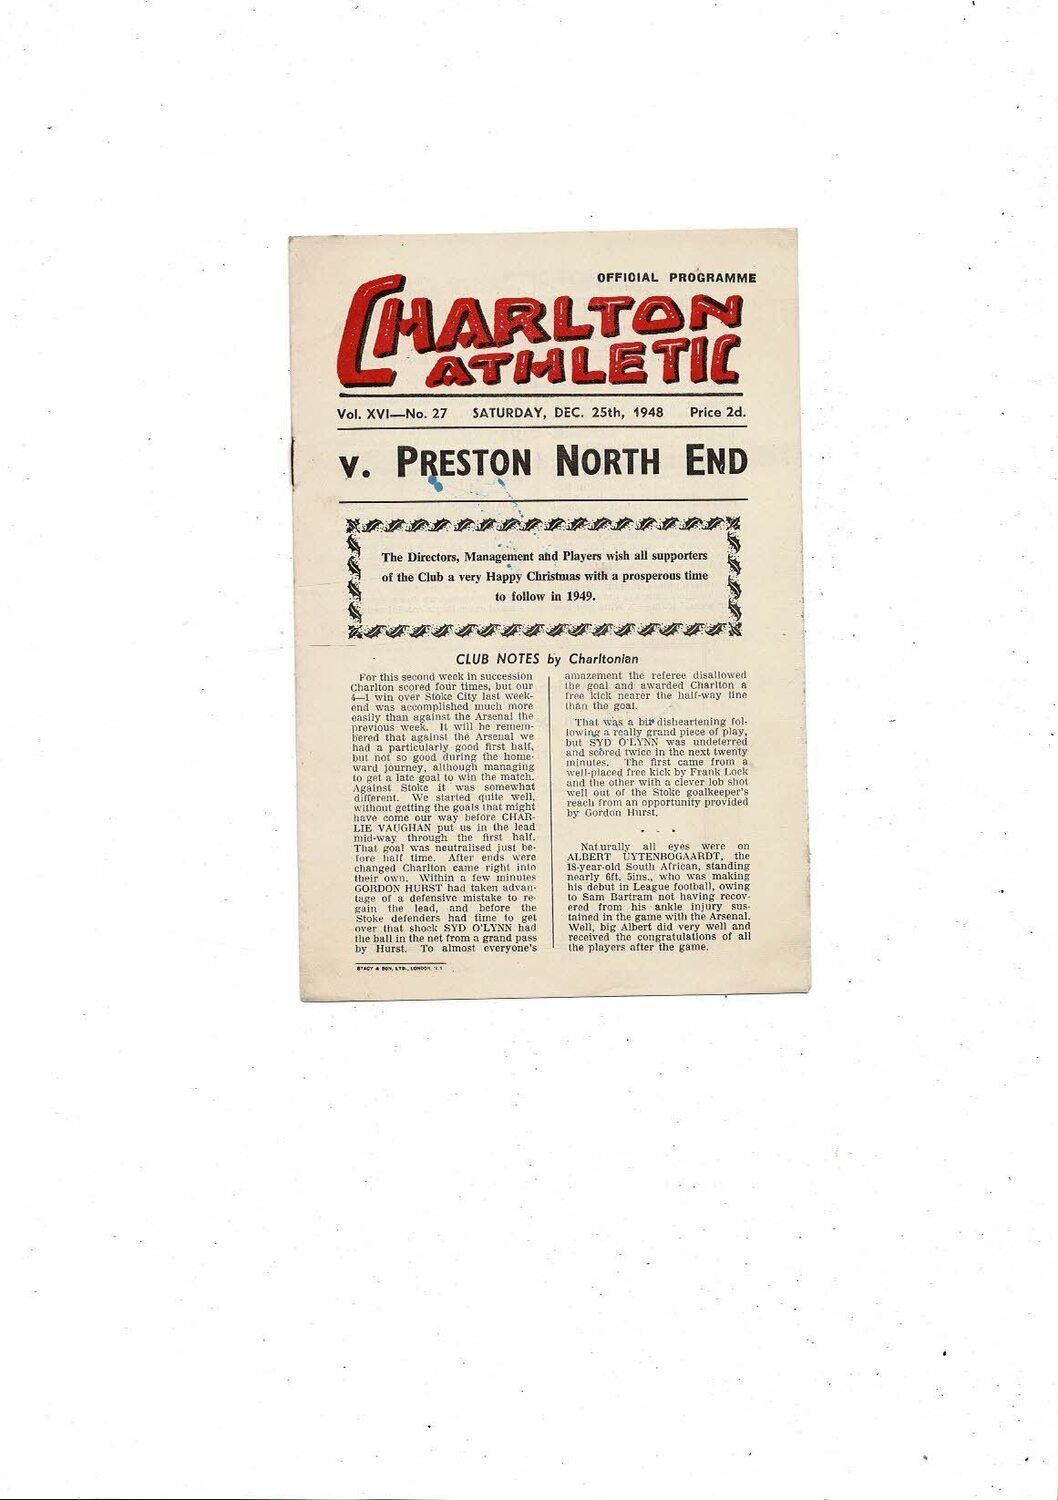 OFFICIAL PROGRAMME
CHARLTON
ATHLETIC
Vol. XVI—No. 27 SATURDAY, DEC. 25th, 1948 Price 2d.
v. PRESTON NORTH END
The Directors, Management and Players wish all supporters
of the Club a very Happy Christmas with a prosperous time
to follow in 1949.
CLUB NOTES by Charltonian
For this second week in succession
Charlton scored four times, but our
4—1 win over Stoke City last week-
end was accomplished much more
easily than against the Arsenal the
previous week. It will be remem-
bered that against the Arsenal we
had a particularly good first half,
but not so good during the home-
ward journey, although managing
to get a late goal to win the match.
Against Stoke it was somewhat
different. We started quite well,
without getting the goals that might
have come our way before CHAR-
LIE VAUGHAN put us in the lead
mid-way through the first half.
That goal was neutralised just be-
fore half time. After ends were
changed Charlton came right into
their own. Within a few minutes
GORDON HURST had taken advan-
tage of a defensive mistake to re-
gain the lead, and before the
Stoke defenders had time to get
over that shock SYD O'LYNN had
the ball in the net from a grand pass
by Hurst. To almost everyone's
amazement the referee disallowed
the goal and awarded Charlton a
free kick nearer the half-way line
than the goal.
That was a bit disheartening fol-
lowing a really grand piece of play,
but SYD O'LYNN was undeterred
and scored twice in the next twenty
minutes. The first came from a
well-placed free kick by Frank Lock
and the other with a clever lob shot
well out of the Stoke goalkeeper's
reach from an opportunity provided
by Gordon Hurst.
- - -
Naturally all eyes were on
ALBERT UYTENBOGAARDT, the
18-year-old South African, standing
nearly 6ft. 5ins., who was making
his debut in League football, owing
to Sam Bartram not having recov-
ered from his ankle injury sus-
tained in the game with the Arsenal.
Well, big Albert did very well and
received the congratulations of all
the players after the game.
STACY & SON, LTD., LONDON, N.1